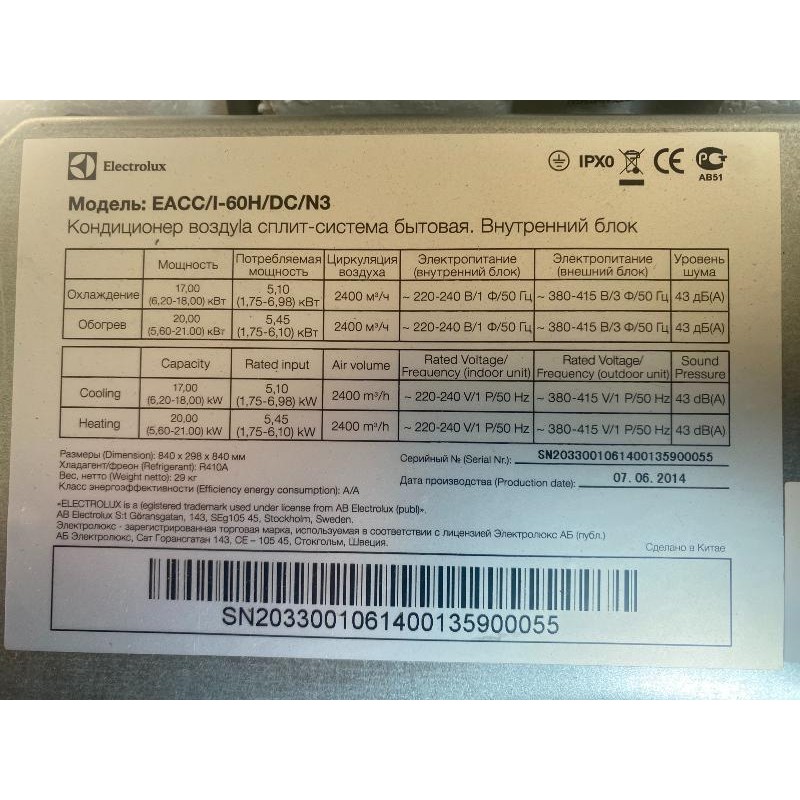 Electrolux
IPX0
CE
АВ51
Модель: EACC/I-60H/DC/N3
Кондиционер воздуlа сплит-система бытовая. Внутренний блок
Мощность Потребляемая мощность Циркуляция воздуха Электропитание (внутренний блок) Электропитание (внешний блок) Уровень шума
Охлаждение 17,00 (6,20-18,00) кВт 5,10 (1,75-6,98) кВт 2400 м³/ч ~ 220-240 В/1 Ф/50 Гц ~ 380-415 В/3 Ф/50 Гц 43 дБ(А)
Обогрев 20,00 (5,60-21.00) кВт 5,45 (1,75-6,10) кВт 2400 м³/ч ~ 220-240 В/1 Ф/50 Гц ~ 380-415 В/3 Ф/50 Гц 43 дБ(А)
Capacity Rated input Air volume Rated Voltage/ Frequency (indoor unit) Rated Voltage/ Frequency (outdoor unit) Sound Pressure
Cooling 17,00 (6,20-18,00) kW 5,10 (1,75-6,98) kW 2400 m³/h ~ 220-240 V/1 P/50 Hz ~ 380-415 V/1 P/50 Hz 43 dB(A)
Heating 20,00 (5,60-21.00) kW 5,45 (1,75-6,10) kW 2400 m³/h ~ 220-240 V/1 P/50 Hz ~ 380-415 V/1 P/50 Hz 43 dB(A)
Размеры (Dimension): 840 x 298 x 840 мм
Хладагент/фреон (Refrigerant): R410A
Вес, нетто (Weight netto): 29 кг
Класс энергоэффективности (Efficiency energy consumption): A/A
Серийный № (Serial Nr.): SN2033001061400135900055
Дата производства (Production date): 07. 06. 2014
«ELECTROLUX is a {egistered trademark used under license from AB Electrolux (publ)».
AB Electrolux S:t Göransgatan, 143, SEg105 45, Stockholm, Sweden.
Электролюкс - зарегистрированная торговая марка, используемая в соответствии с лицензией Электролюкс АБ (публ.)
АБ Электролюкс, Сат Горансгатан 143, СЕ – 105 45, Стокгольм, Швеция.
Сделано в Китае
SN2033001061400135900055